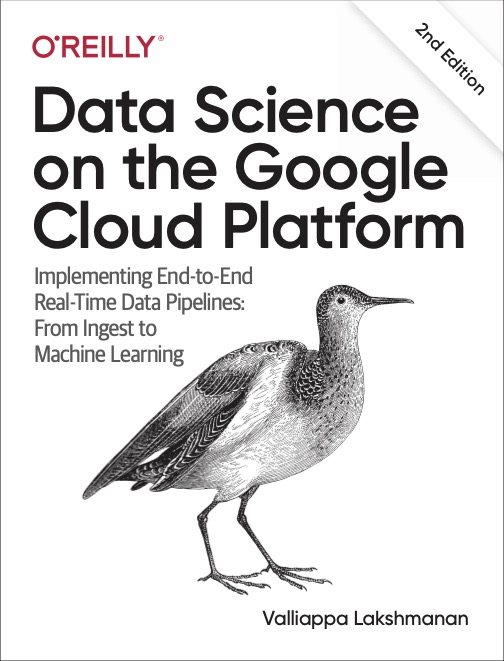 O'REILLY®
2nd Edition
Data Science
on the Google
Cloud Platform
Implementing End-to-End
Real-Time Data Pipelines:
From Ingest to
Machine Learning
Valliappa Lakshmanan